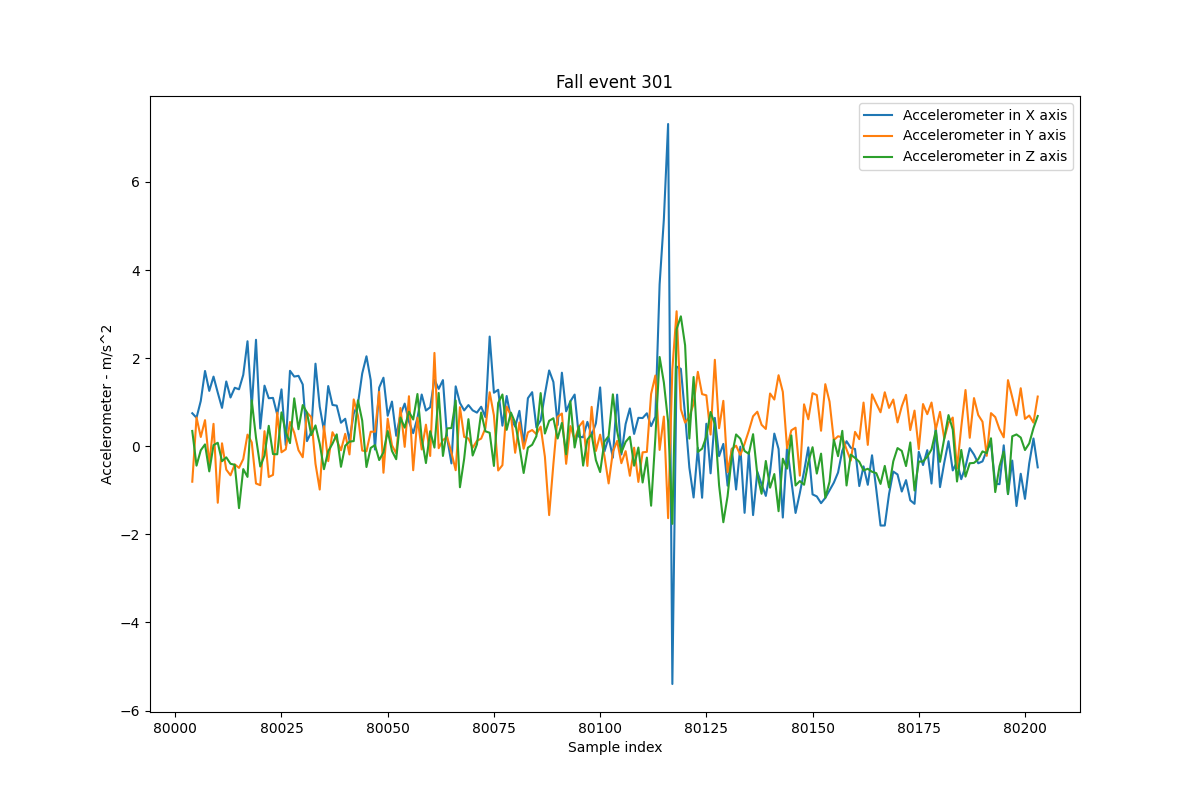 Fall event 301
Accelerometer in X axis
Accelerometer in Y axis
Accelerometer in Z axis
Accelerometer - m/s^2
6
4
2
0
−2
−4
−6
80000 80025 80050 80075 80100 80125 80150 80175 80200
Sample index